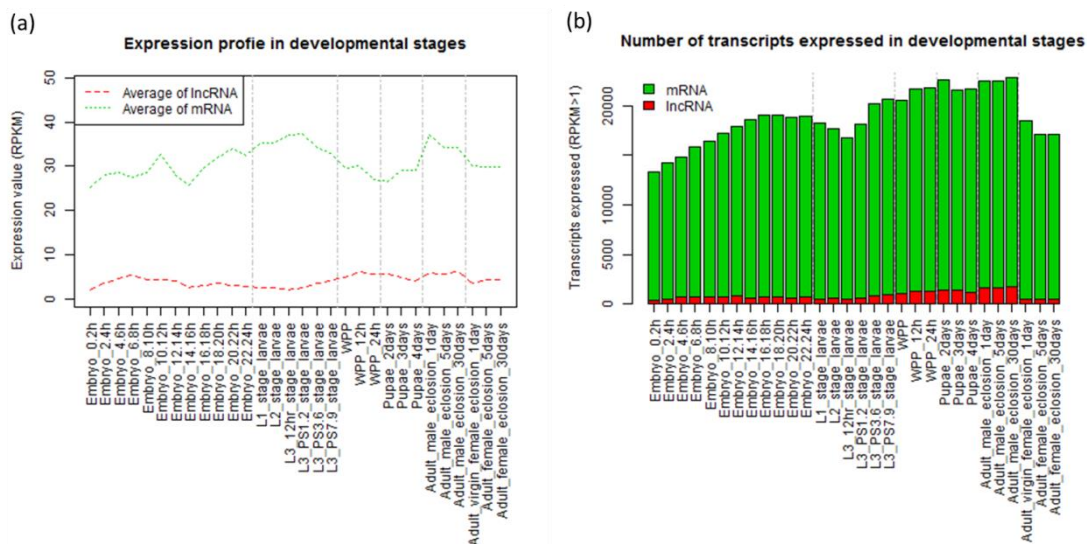 (a)
Expression profie in developmental stages
Average of lncRNA
Average of mRNA
Expression value (RPKM)
50
40
30
20
10
0
Embryo_0.2h
Embryo_2.4h
Embryo_4.6h
Embryo_6.8h
Embryo_8.10h
Embryo_10.12h
Embryo_12.14h
Embryo_14.16h
Embryo_16.18h
Embryo_18.20h
Embryo_20.22h
Embryo_22.24h
L1_stage_larvae
L2_stage_larvae
L3_12hr_stage_larvae
L3_PS1.2_stage_larvae
L3_PS3.6_stage_larvae
L3_PS7.9_stage_larvae
WPP
WPP_12h
WPP_24h
Pupae_2days
Pupae_3days
Pupae_4days
Adult_male_eclosion_1day
Adult_male_eclosion_5days
Adult_male_eclosion_30days
Adult_virgin_female_eclosion_1day
Adult_female_eclosion_5days
Adult_female_eclosion_30days
(b)
Number of transcripts expressed in developmental stages
mRNA
lncRNA
Transcripts expressed (RPKM>1)
20000
10000
5000
0
Embryo_0.2h
Embryo_2.4h
Embryo_4.6h
Embryo_6.8h
Embryo_8.10h
Embryo_10.12h
Embryo_12.14h
Embryo_14.16h
Embryo_16.18h
Embryo_18.20h
Embryo_20.22h
Embryo_22.24h
L1_stage_larvae
L2_stage_larvae
L3_12hr_stage_larvae
L3_PS1.2_stage_larvae
L3_PS3.6_stage_larvae
L3_PS7.9_stage_larvae
WPP
WPP_12h
WPP_24h
Pupae_2days
Pupae_3days
Pupae_4days
Adult_male_eclosion_1day
Adult_male_eclosion_5days
Adult_male_eclosion_30days
Adult_virgin_female_eclosion_1day
Adult_female_eclosion_5days
Adult_female_eclosion_30days